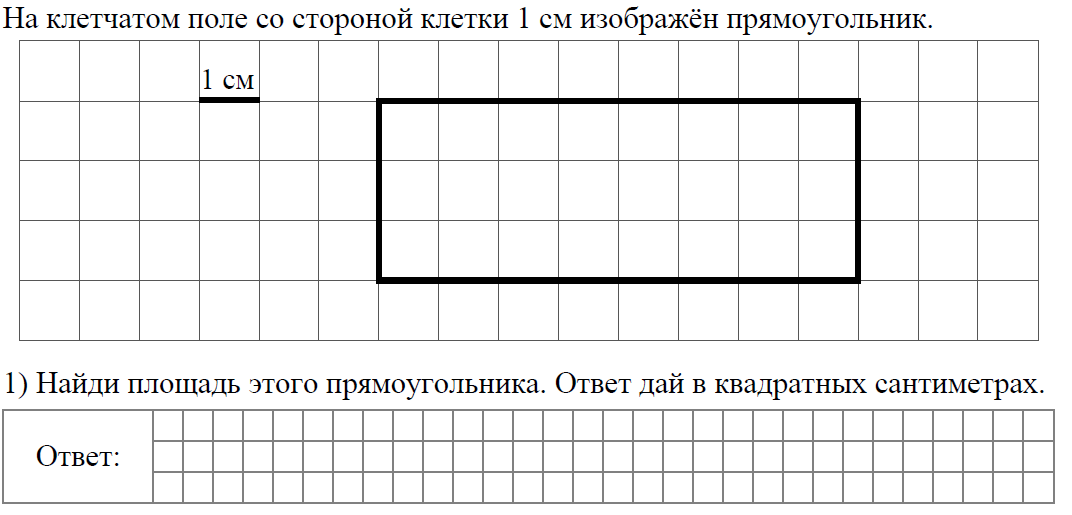 На клетчатом поле со стороной клетки 1 см изображён прямоугольник.
1 см
1) Найди площадь этого прямоугольника. Ответ дай в квадратных сантиметрах.
Ответ: